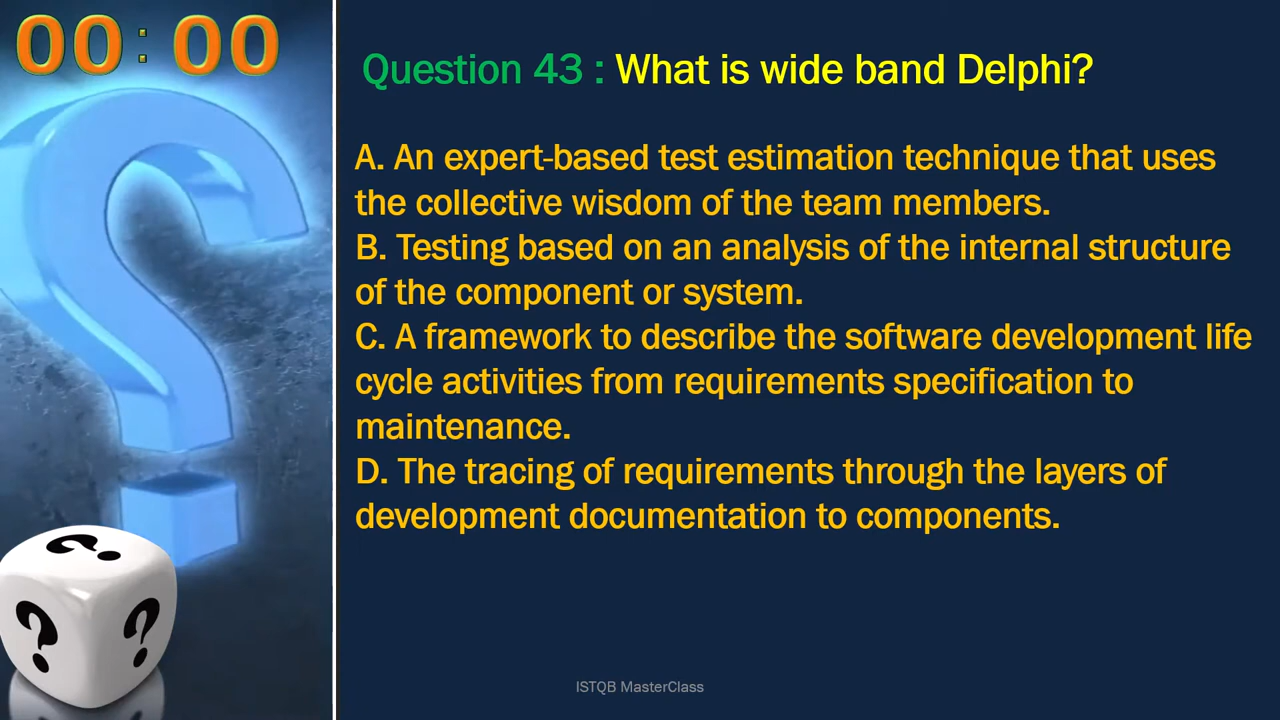 00:00
Question 43 : What is wide band Delphi?
A. An expert-based test estimation technique that uses
the collective wisdom of the team members.
B. Testing based on an analysis of the internal structure
of the component or system.
C. A framework to describe the software development life
cycle activities from requirements specification to
maintenance.
D. The tracing of requirements through the layers of
development documentation to components.
ISTQB MasterClass